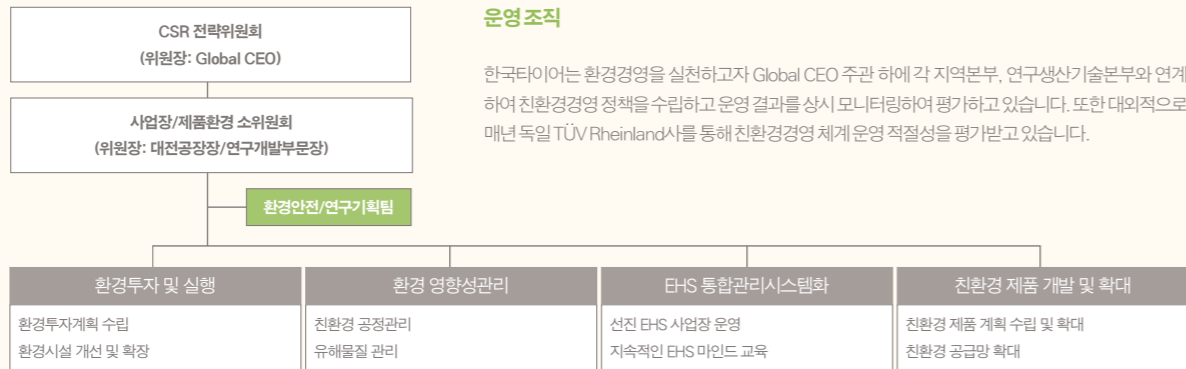 CSR 전략위원회
(위원장: Global CEO)
사업장/제품환경 소위원회
(위원장: 대전공장장/연구개발부문장)
환경안전/연구기획팀
운영 조직
한국타이어는 환경경영을 실천하고자 Global CEO 주관 하에 각 지역본부, 연구생산기술본부와 연계
하여 친환경경영 정책을 수립하고 운영 결과를 상시 모니터링하여 평가하고 있습니다. 또한 대외적으로
매년 독일 TÜV Rheinland사를 통해 친환경경영 체계 운영 적절성을 평가받고 있습니다.
환경투자 및 실행
환경투자계획 수립
환경시설 개선 및 확장
환경 영향성관리
친환경 공정관리
유해물질 관리
EHS 통합관리시스템화
선진 EHS 사업장 운영
지속적인 EHS 마인드 교육
친환경 제품 개발 및 확대
친환경 제품 계획 수립 및 확대
친환경 공급망 확대